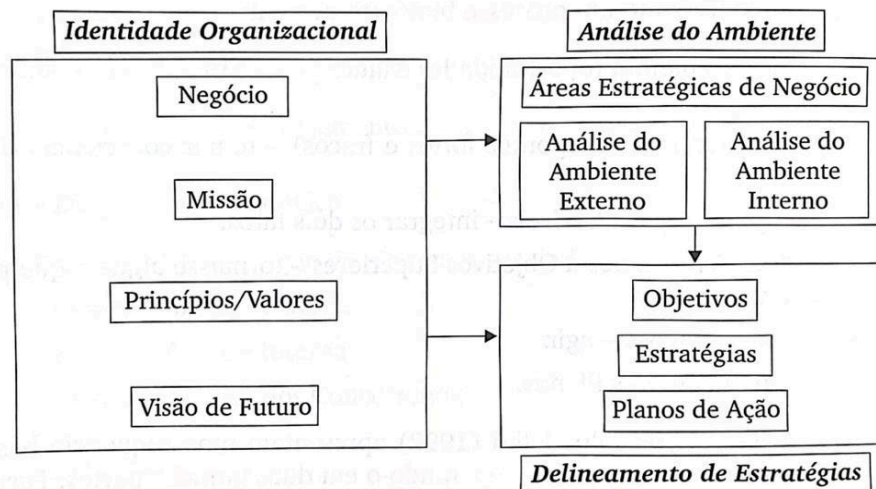 Identidade Organizacional
Negócio
Missão
Princípios/Valores
Visão de Futuro
Análise do Ambiente
Áreas Estratégicas de Negócio
Análise do
Ambiente
Externo
Análise do
Ambiente
Interno
Objetivos
Estratégias
Planos de Ação
Delineamento de Estratégias